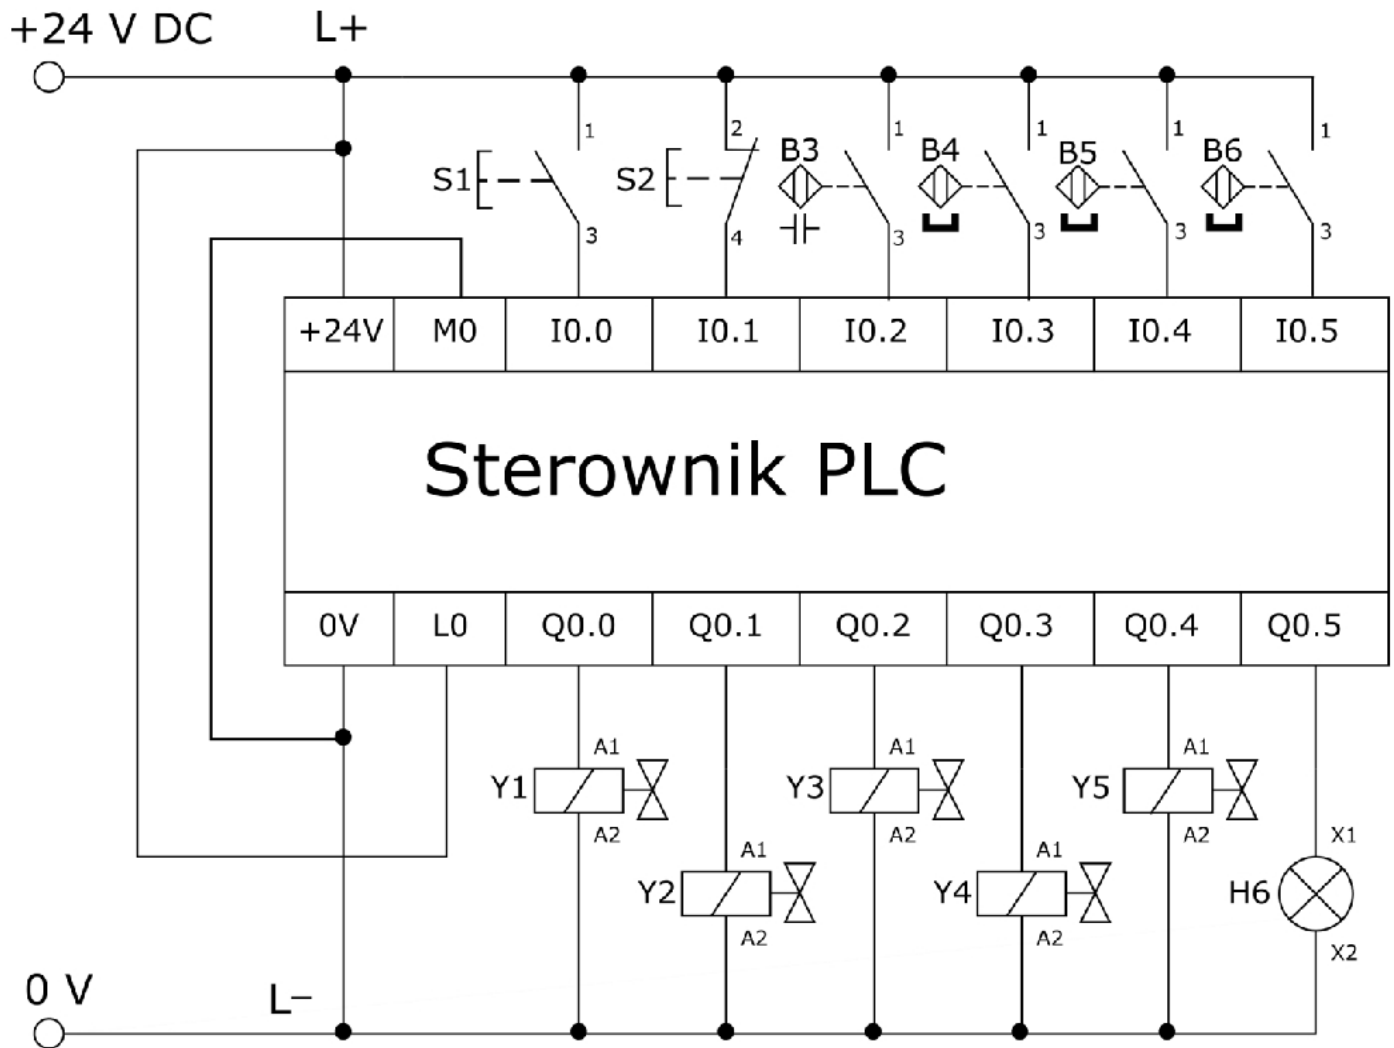 +24 V DC
L+
1
2
1
1
1
1
S1
S2
B3
B4
B5
B6
3
4
3
3
3
3
+24V
M0
I0.0
I0.1
I0.2
I0.3
I0.4
I0.5
Sterownik PLC
0V
L0
Q0.0
Q0.1
Q0.2
Q0.3
Q0.4
Q0.5
A1
A1
A1
Y1
Y3
Y5
A2
A2
A2
X1
A1
A1
Y2
Y4
H6
A2
A2
X2
0 V
L−